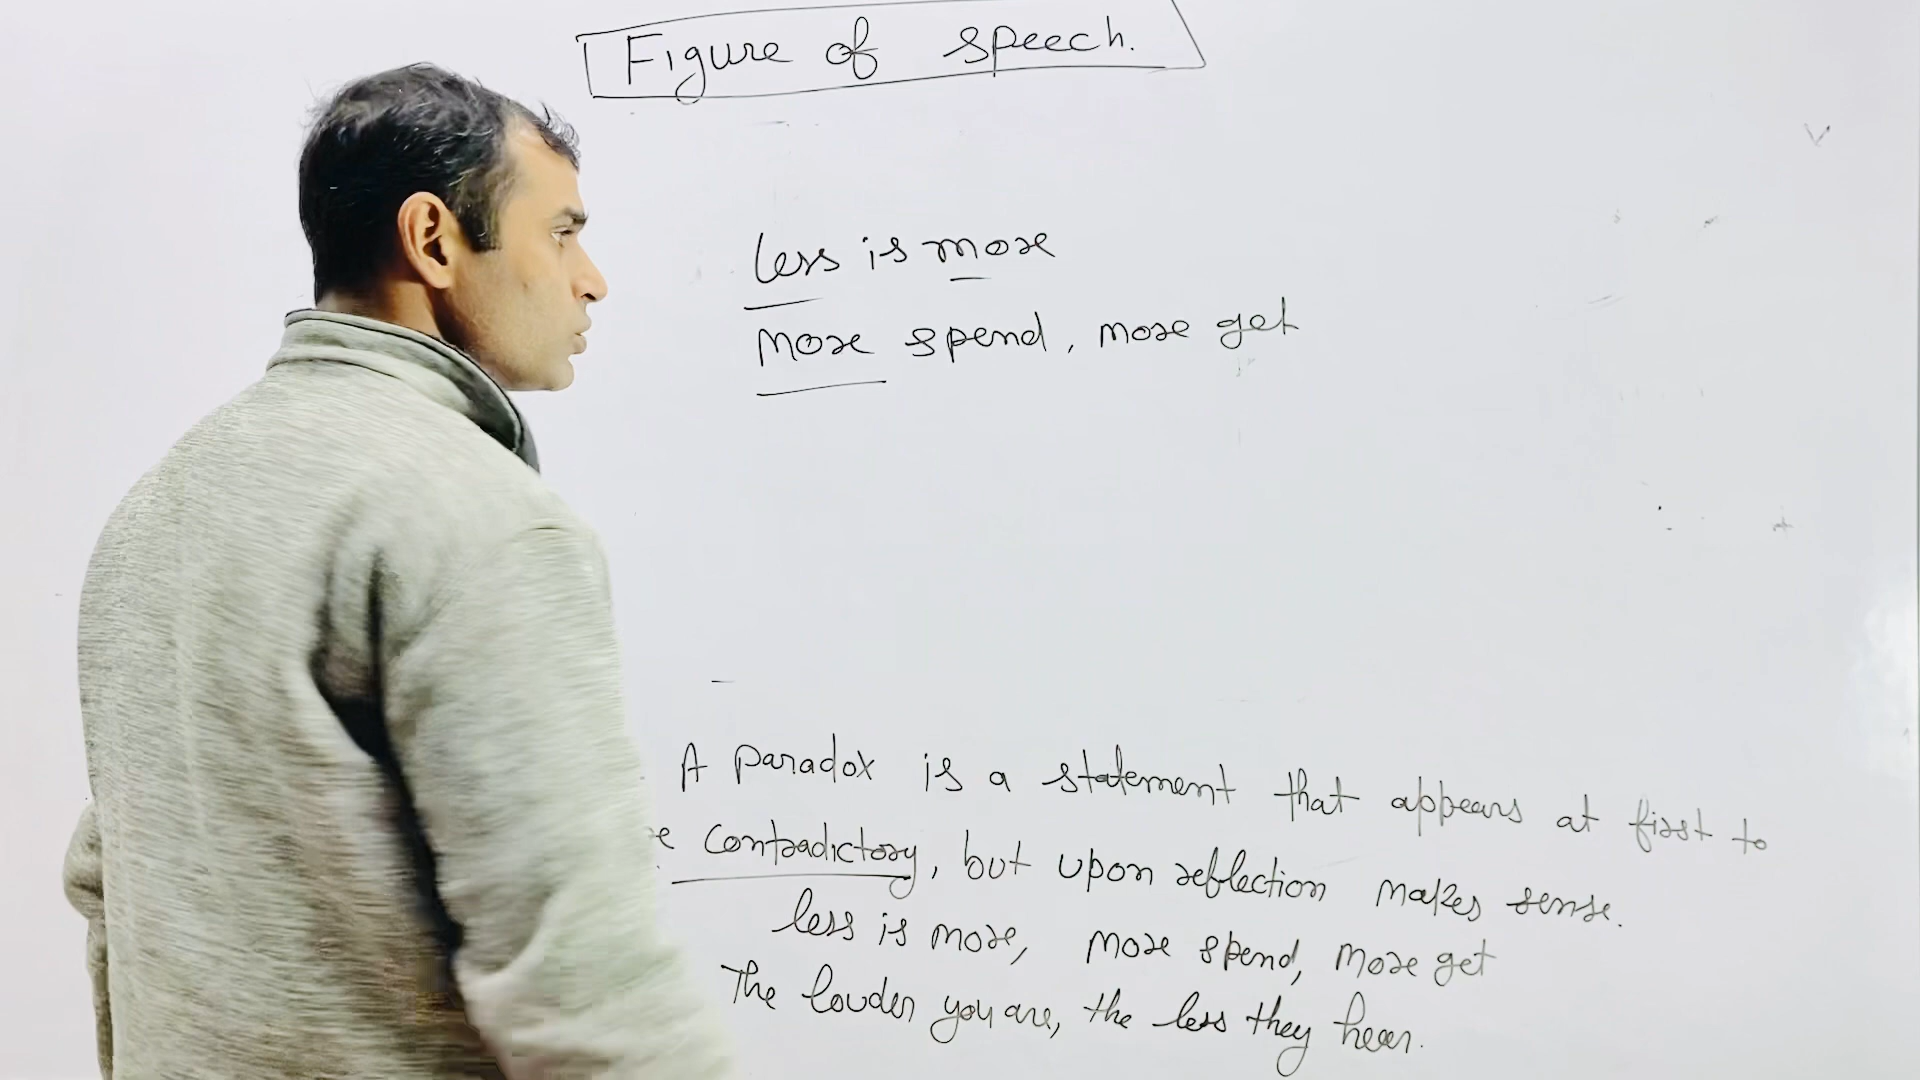 Figure of speech.
less is more
More spend, more get
A paradox is a statement that appears at first to
contradictory, but upon reflection makes sense.
less is more, More spend, More get
The louder you are, the less they hear.